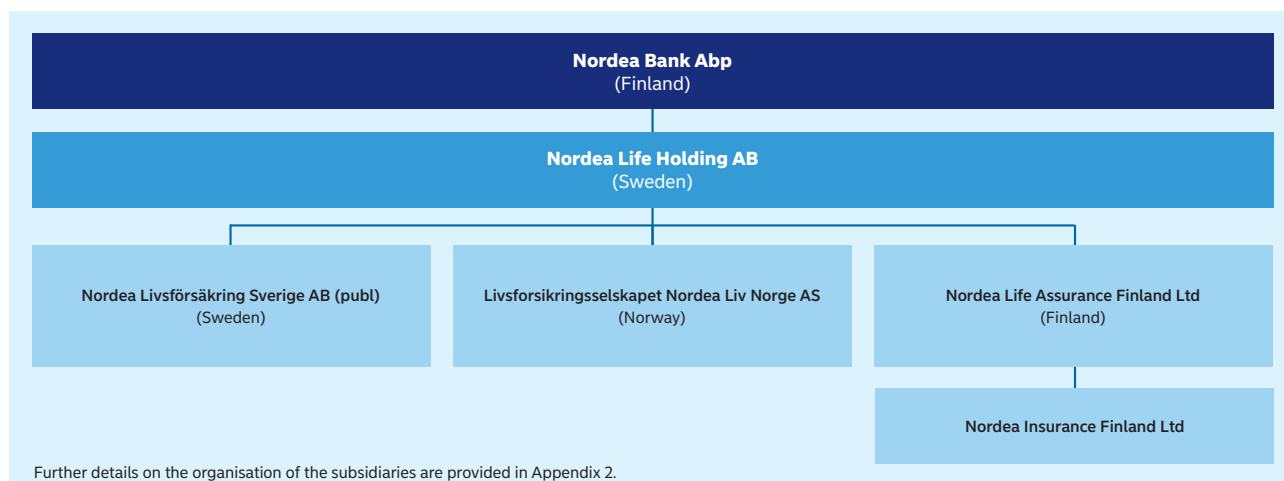 Nordea Bank Abp
(Finland)
Nordea Life Holding AB
(Sweden)
Nordea Livsförsäkring Sverige AB (publ)
(Sweden)
Livsforsikringsselskapet Nordea Liv Norge AS
(Norway)
Nordea Life Assurance Finland Ltd
(Finland)
Nordea Insurance Finland Ltd
Further details on the organisation of the subsidiaries are provided in Appendix 2.